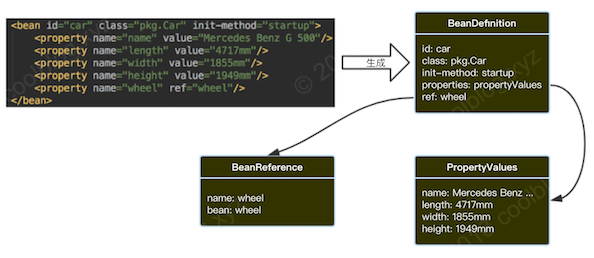 <bean id="car" class="pkg.Car" init-method="startup">
<property name="name" value="Mercedes Benz G 500"/>
<property name="length" value="4717mm"/>
<property name="width" value="1855mm"/>
<property name="height" value="1949mm"/>
<property name="wheel" ref="wheel"/>
</bean>
生成
BeanDefnition
id: car
class: pkg.Car
init-method: startup
properties: propertyValues
ref: wheel
BeanReference
name: wheel
bean: wheel
PropertyValues
name: Mercedes Benz ...
length: 4717mm
width: 1855mm
height: 1949mm